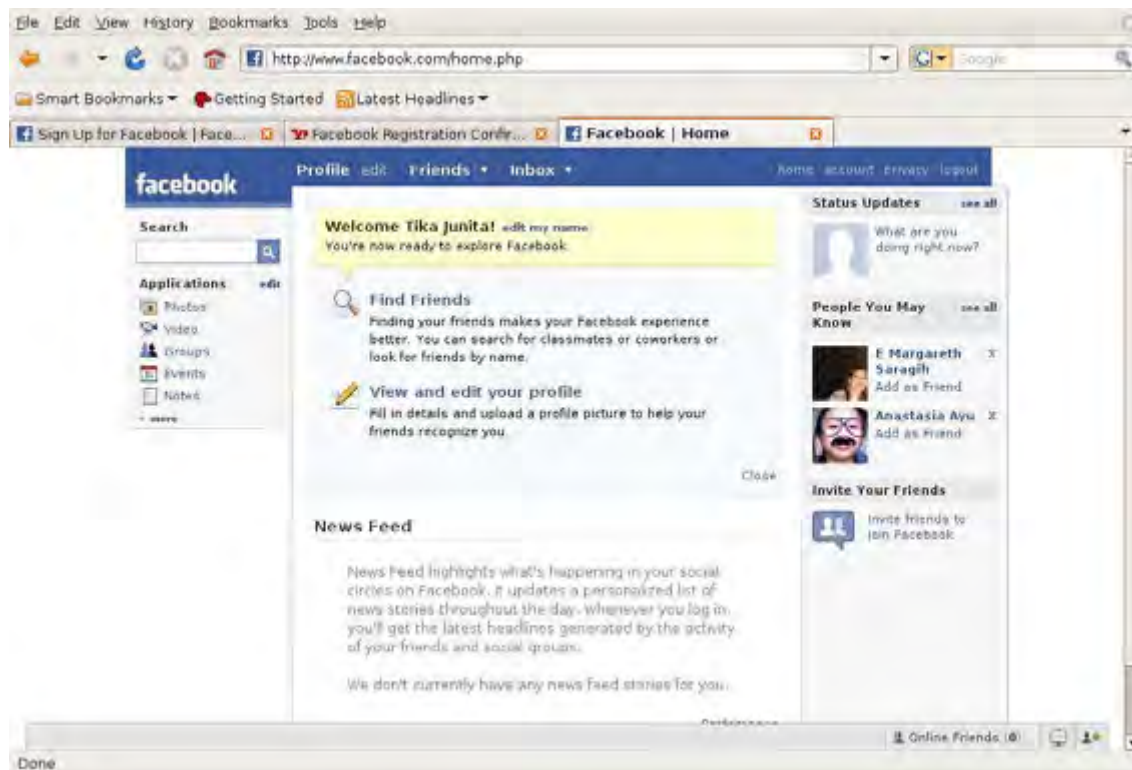 File Edit View History Bookmarks Tools Help
http://www.facebook.com/home.php
Google
Smart Bookmarks Getting Started Latest Headlines
Sign Up for Facebook | Face... Facebook Registration Confir... Facebook | Home
facebook
Profile edit Friends Inbox home account privacy logout
Search
Applications edit
Photos
Video
Groups
Events
Notes
more
Welcome Tika Junita! edit my name
You're now ready to explore Facebook.
Find Friends
Finding your friends makes your Facebook experience
better. You can search for classmates or coworkers or
look for friends by name.
View and edit your profile
Fill in details and upload a profile picture to help your
friends recognize you.
Close
News Feed
News Feed highlights what's happening in your social
circles on Facebook. It updates a personalized list of
news stories throughout the day. Whenever you log in,
you'll get the latest headlines generated by the activity
of your friends and social groups.
We don't currently have any news feed stories for you.
Status Updates see all
What are you
doing right now?
People You May
Know
see all
E Margareth
Saragih
x
Add as Friend
Anastasia Ayu x
Add as Friend
Invite Your Friends
Invite friends to
join Facebook
Online Friends (0)
Done